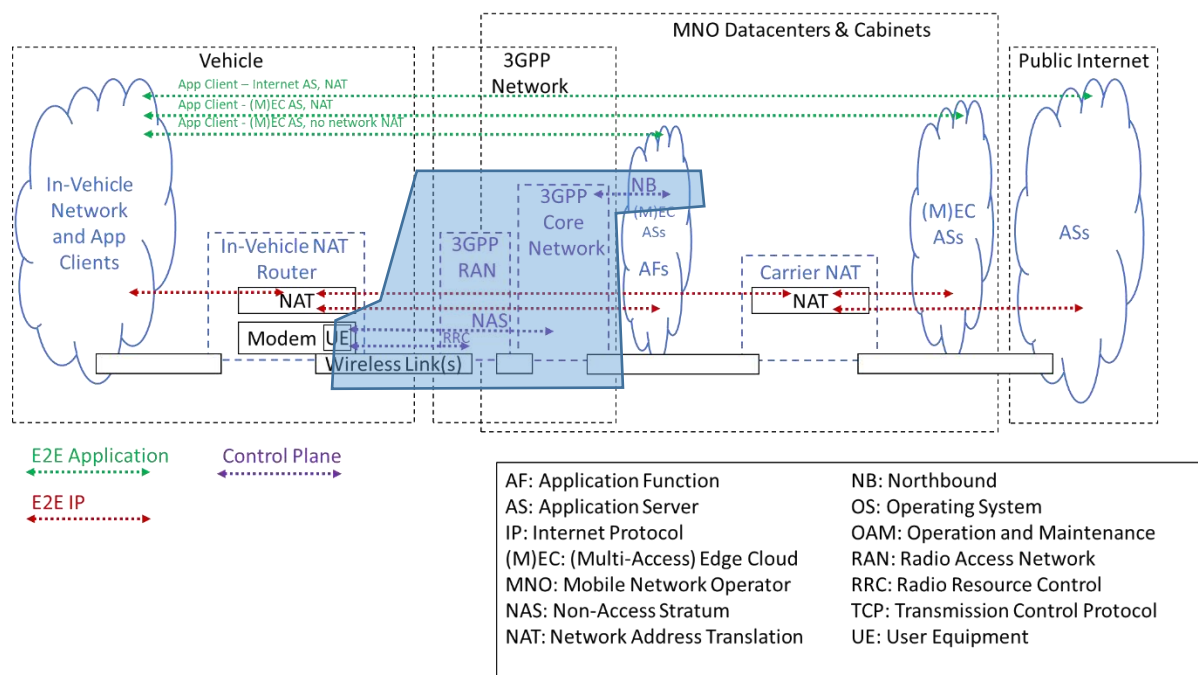 MNO Datacenters & Cabinets
Vehicle
3GPP
Network
Public Internet
App Client – Internet AS, NAT
App Client - (M)EC AS, NAT
App Client - (M)EC AS, no network NAT
In-Vehicle
Network
and App
Clients
In-Vehicle NAT
Router
NAT
Modem
UE
Wireless Link(s)
3GPP
RAN
3GPP
Core
Network
NB
NAS
RRC
(M)EC
ASs
AFs
Carrier NAT
NAT
(M)EC
ASs
ASs
E2E Application
Control Plane
E2E IP
AF: Application Function
AS: Application Server
IP: Internet Protocol
(M)EC: (Multi-Access) Edge Cloud
MNO: Mobile Network Operator
NAS: Non-Access Stratum
NAT: Network Address Translation
NB: Northbound
OS: Operating System
OAM: Operation and Maintenance
RAN: Radio Access Network
RRC: Radio Resource Control
TCP: Transmission Control Protocol
UE: User Equipment